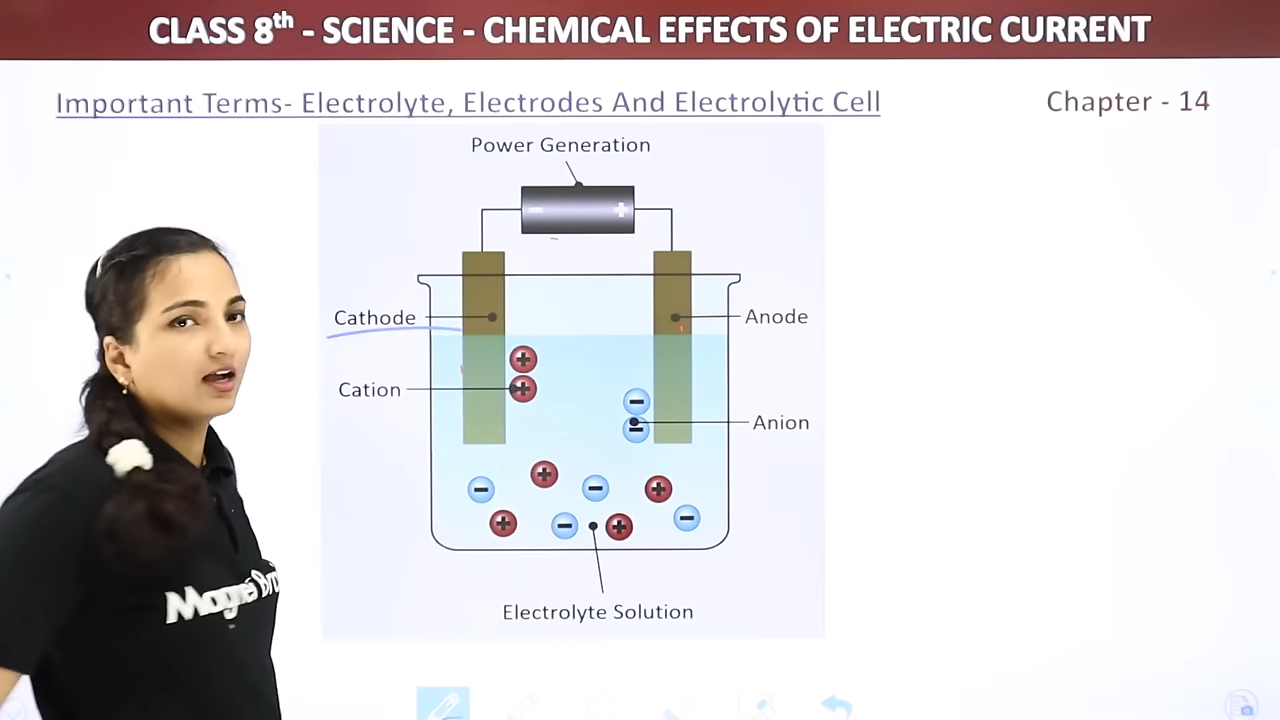 CLASS 8th - SCIENCE - CHEMICAL EFFECTS OF ELECTRIC CURRENT
Important Terms- Electrolyte, Electrodes And Electrolytic Cell
Chapter - 14
Power Generation
Cathode
Anode
Cation
Anion
Electrolyte Solution